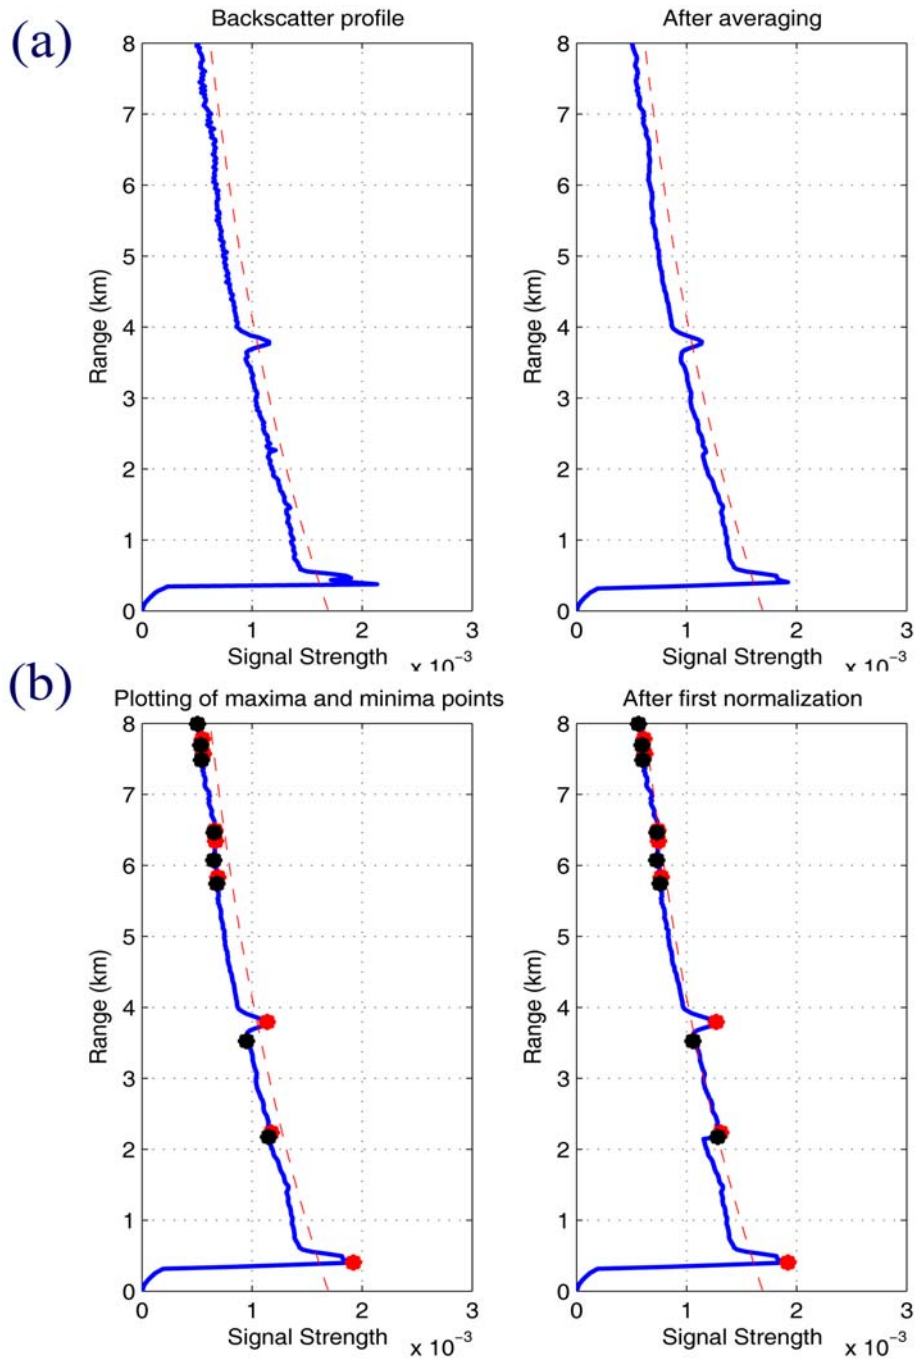 (a)
Backscatter profile
8
7
6
5
4
3
2
1
0
Range (km)
0 1 2 3
Signal Strength
x 10⁻³
After averaging
8
7
6
5
4
3
2
1
0
Range (km)
0 1 2 3
Signal Strength
x 10⁻³
(b)
Plotting of maxima and minima points
8
7
6
5
4
3
2
1
0
Range (km)
0 1 2 3
Signal Strength
x 10⁻³
After first normalization
8
7
6
5
4
3
2
1
0
Range (km)
0 1 2 3
Signal Strength
x 10⁻³